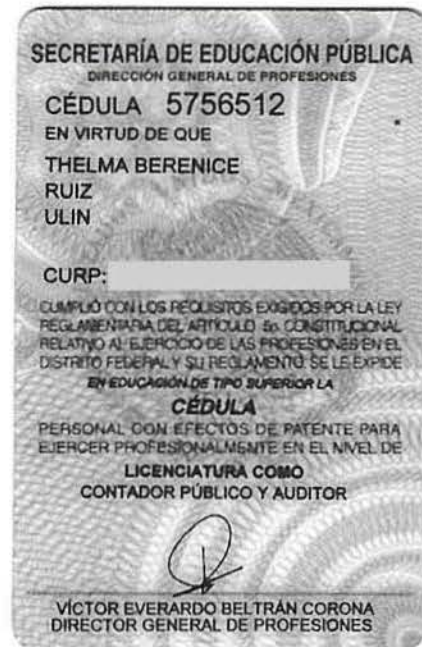 SECRETARÍA DE EDUCACIÓN PÚBLICA
DIRECCIÓN GENERAL DE PROFESIONES
CÉDULA 5756512
EN VIRTUD DE QUE
THELMA BERENICE
RUIZ
ULIN
CURP:
CUMPLIÓ CON LOS REQUISITOS EXIGIDOS POR LA LEY
REGLAMENTARIA DEL ARTÍCULO 5o. CONSTITUCIONAL
RELATIVO AL EJERCICIO DE LAS PROFESIONES EN EL
DISTRITO FEDERAL Y SU REGLAMENTO SE LE EXPIDE
EN EDUCACIÓN DE TIPO SUPERIOR LA
CÉDULA
PERSONAL CON EFECTOS DE PATENTE PARA
EJERCER PROFESIONALMENTE EN EL NIVEL DE
LICENCIATURA COMO
CONTADOR PÚBLICO Y AUDITOR
VÍCTOR EVERARDO BELTRÁN CORONA
DIRECTOR GENERAL DE PROFESIONES